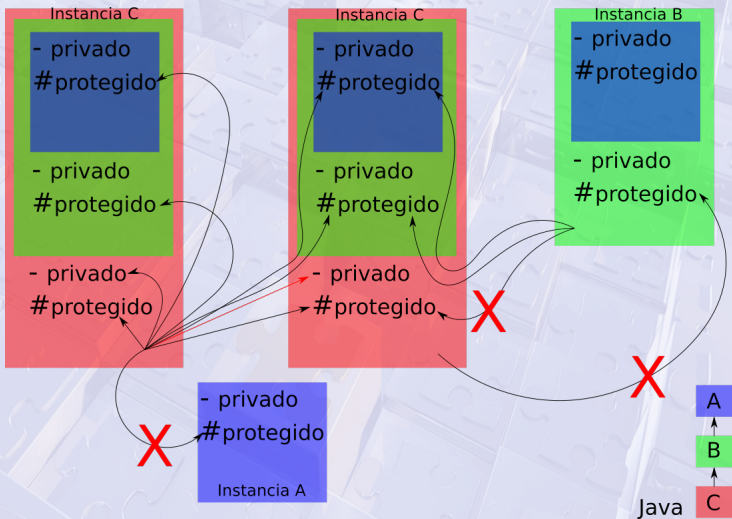 Instancia C
- privado
#protegido
- privado
#protegido
- privado
#protegido
Instancia C
- privado
#protegido
- privado
#protegido
- privado
#protegido
Instancia B
- privado
#protegido
- privado
#protegido
X
X
X
- privado
#protegido
Instancia A
A
B
C
Java